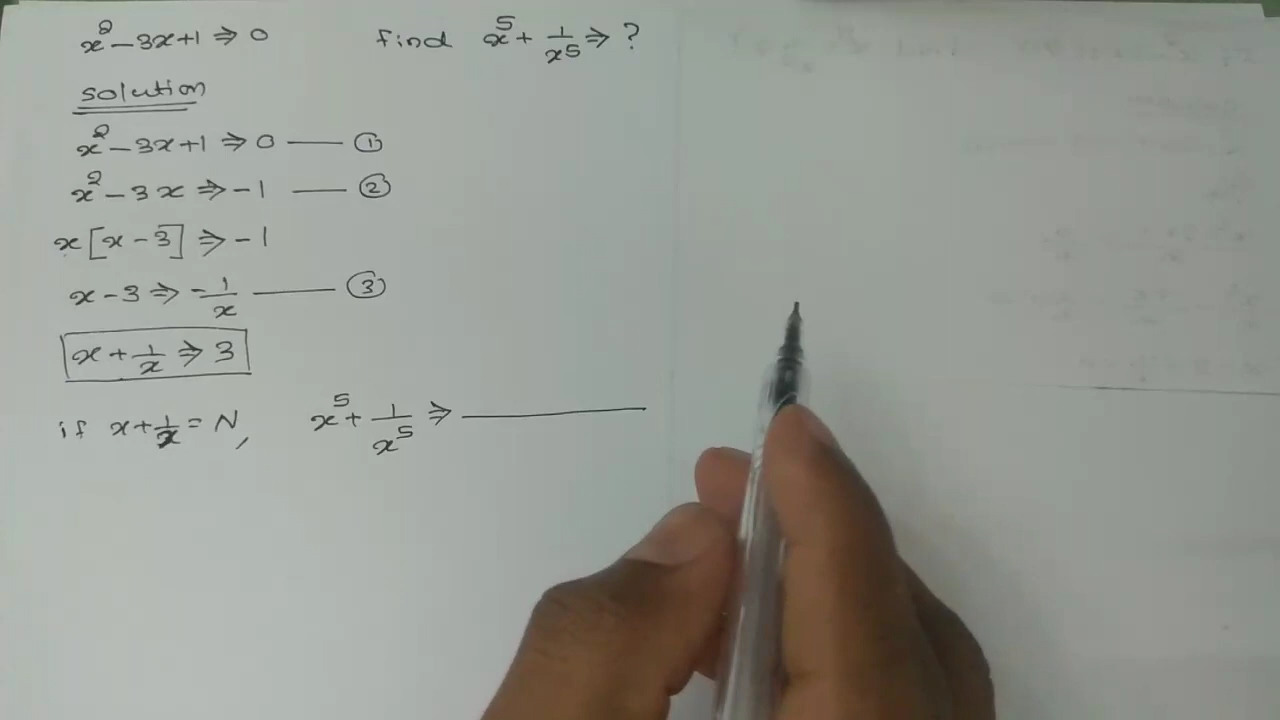 x² - 3x + 1 ⇒ 0 Find x⁵ + 1/x⁵ ⇒ ?
solution
x² - 3x + 1 ⇒ 0 —— ①
x² - 3x ⇒ -1 —— ②
x[x - 3] ⇒ -1
x - 3 ⇒ -1/x —— ③
x + 1/x ⇒ 3
if x + 1/x = N, x⁵ + 1/x⁵ ⇒ ————